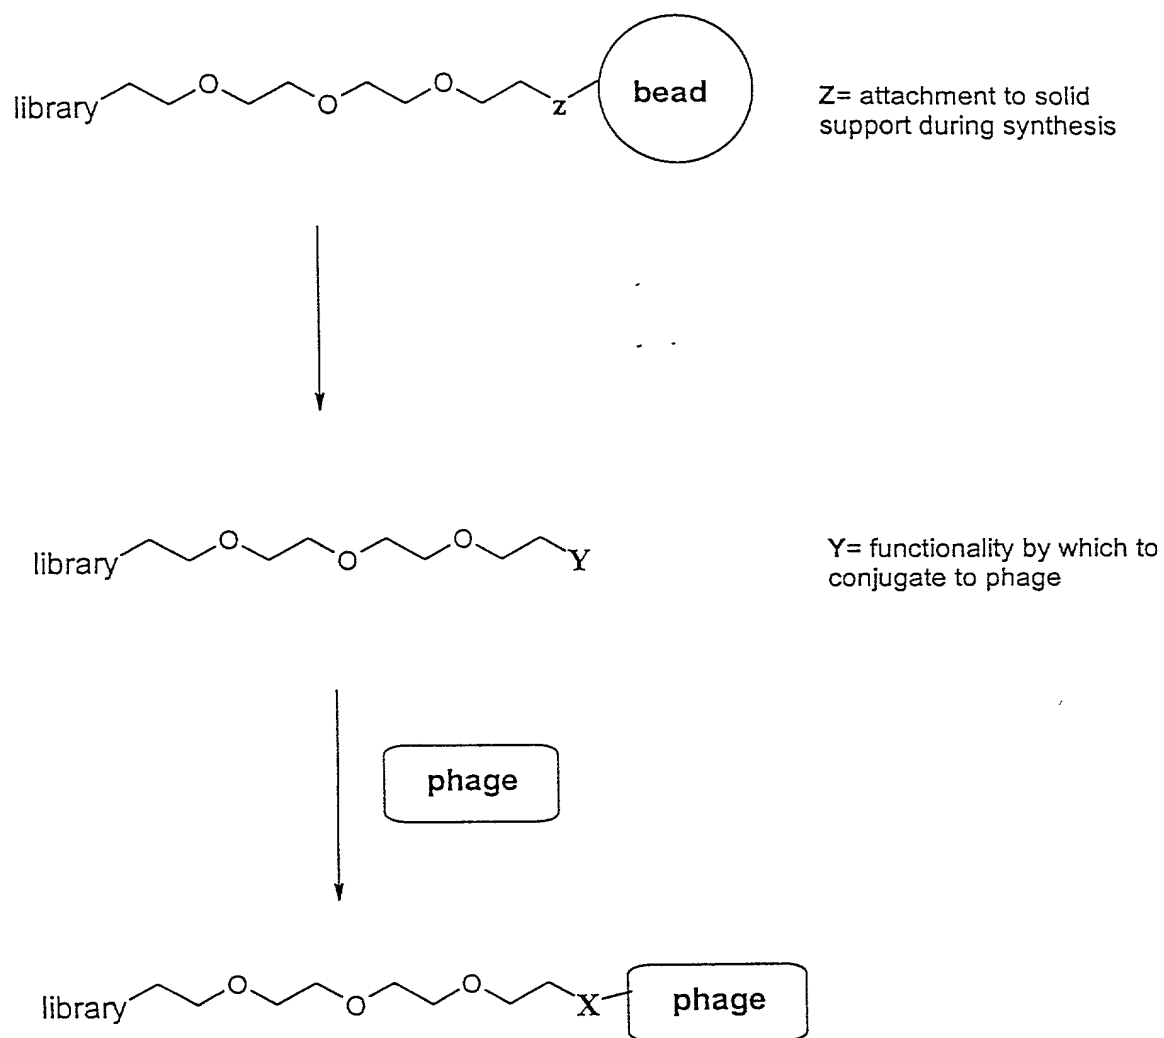 library O O O z bead
Z= attachment to solid
support during synthesis
library O O O Y
Y= functionality by which to
conjugate to phage
phage
library O O O X phage